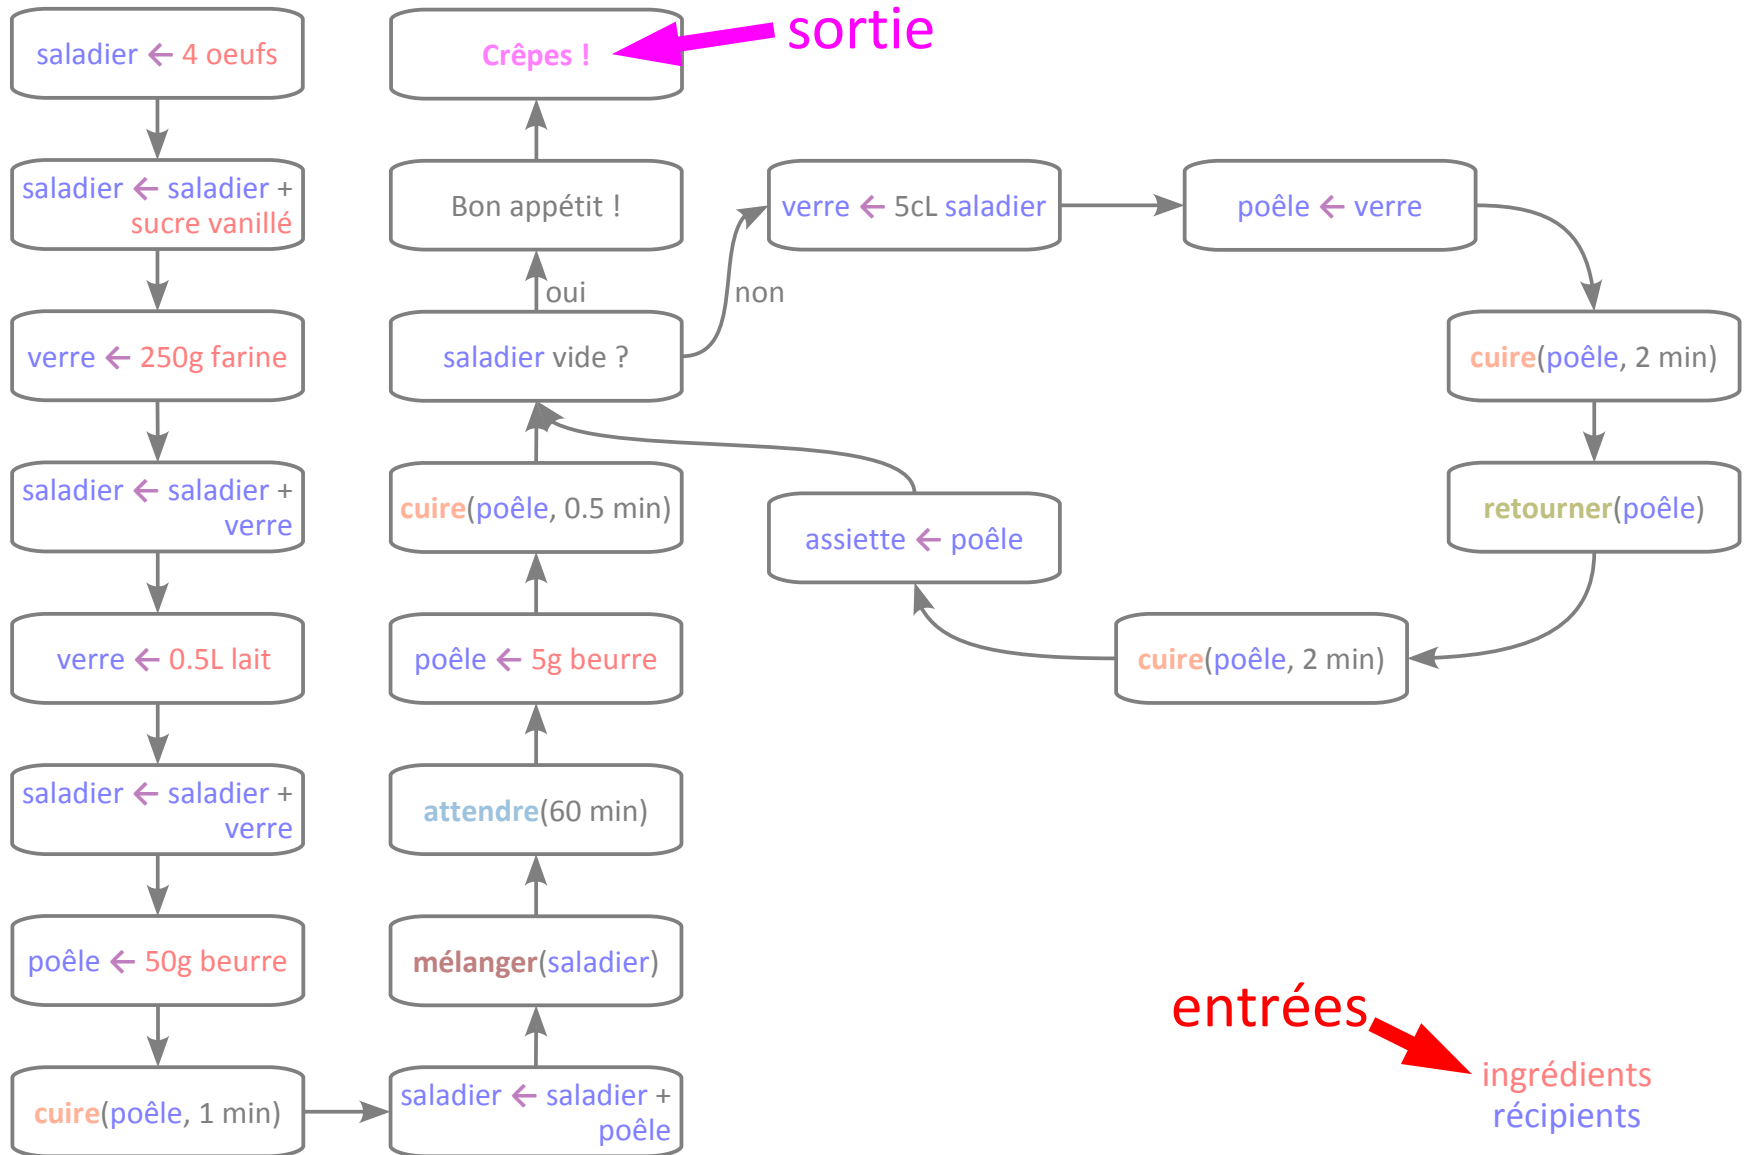 saladier ← 4 oeufs
saladier ← saladier +
sucre vanillé
verre ← 250g farine
saladier ← saladier +
verre
verre ← 0.5L lait
saladier ← saladier +
verre
poêle ← 50g beurre
cuire(poêle, 1 min)
saladier ← saladier +
poêle
mélanger(saladier)
attendre(60 min)
poêle ← 5g beurre
cuire(poêle, 0.5 min)
saladier vide ?
oui
non
Bon appétit !
Crêpes !
sortie
verre ← 5cL saladier
poêle ← verre
cuire(poêle, 2 min)
retourner(poêle)
cuire(poêle, 2 min)
assiette ← poêle
entrées
ingrédients
récipients